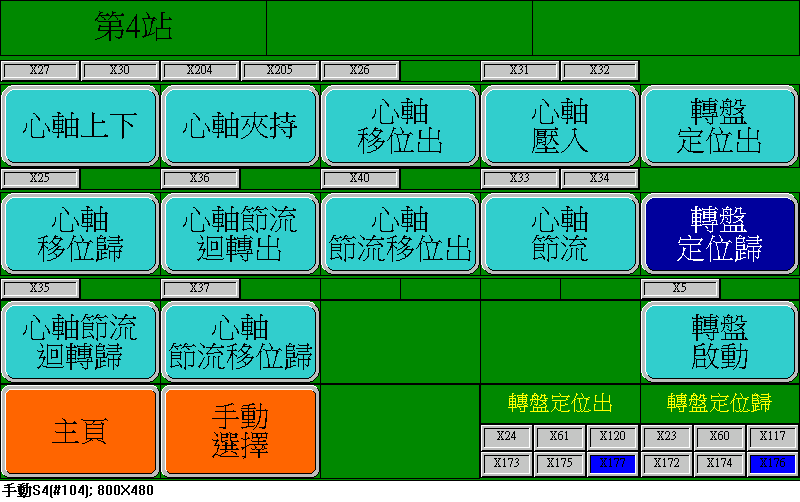 第4站
X27 X30 X204 X205 X26 X31 X32
心軸上下
心軸夾持
心軸
移位出
心軸
壓入
轉盤
定位出
X25 X36 X40 X33 X34
心軸
移位歸
心軸節流
迴轉出
心軸
節流移位出
心軸
節流
轉盤
定位歸
X35 X37 X5
心軸節流
迴轉歸
心軸
節流移位歸
轉盤
啟動
主頁
手動
選擇
轉盤定位出 轉盤定位歸
X24 X61 X120 X23 X60 X117
X173 X175 X177 X172 X174 X176
手動S4(#104); 800X480